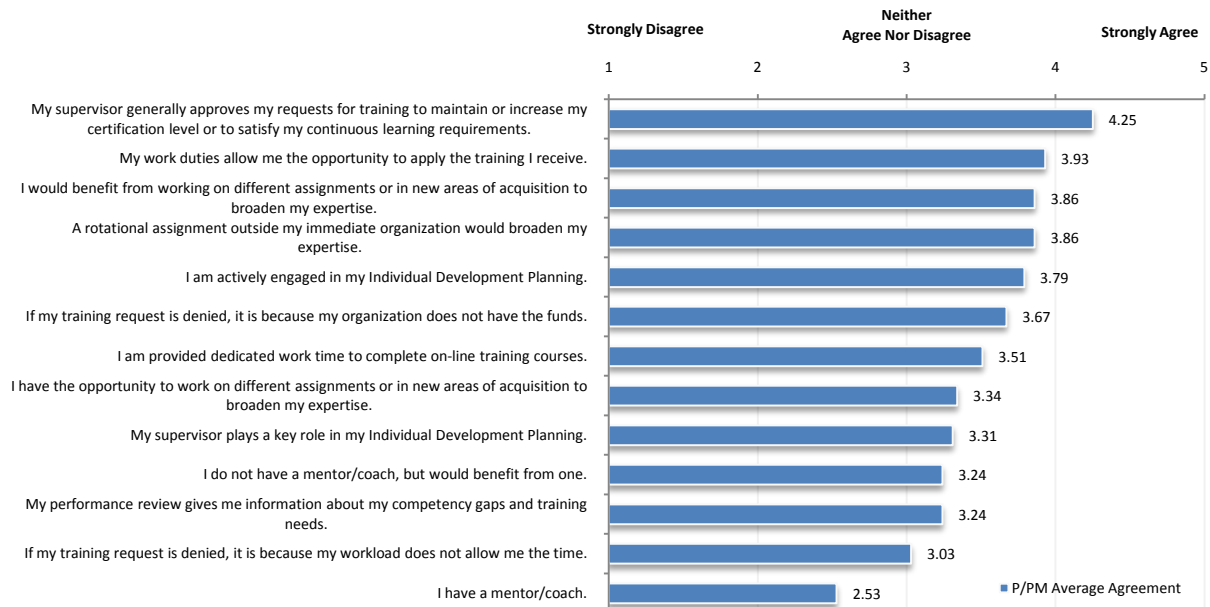 Neither
Strongly Disagree Agree Nor Disagree Strongly Agree
1 2 3 4 5
My supervisor generally approves my requests for training to maintain or increase my
certification level or to satisfy my continuous learning requirements.
4.25
My work duties allow me the opportunity to apply the training I receive.
3.93
I would benefit from working on different assignments or in new areas of acquisition to
broaden my expertise.
3.86
A rotational assignment outside my immediate organization would broaden my
expertise.
3.86
I am actively engaged in my Individual Development Planning.
3.79
If my training request is denied, it is because my organization does not have the funds.
3.67
I am provided dedicated work time to complete on-line training courses.
3.51
I have the opportunity to work on different assignments or in new areas of acquisition to
broaden my expertise.
3.34
My supervisor plays a key role in my Individual Development Planning.
3.31
I do not have a mentor/coach, but would benefit from one.
3.24
My performance review gives me information about my competency gaps and training
needs.
3.24
If my training request is denied, it is because my workload does not allow me the time.
3.03
I have a mentor/coach.
2.53
P/PM Average Agreement